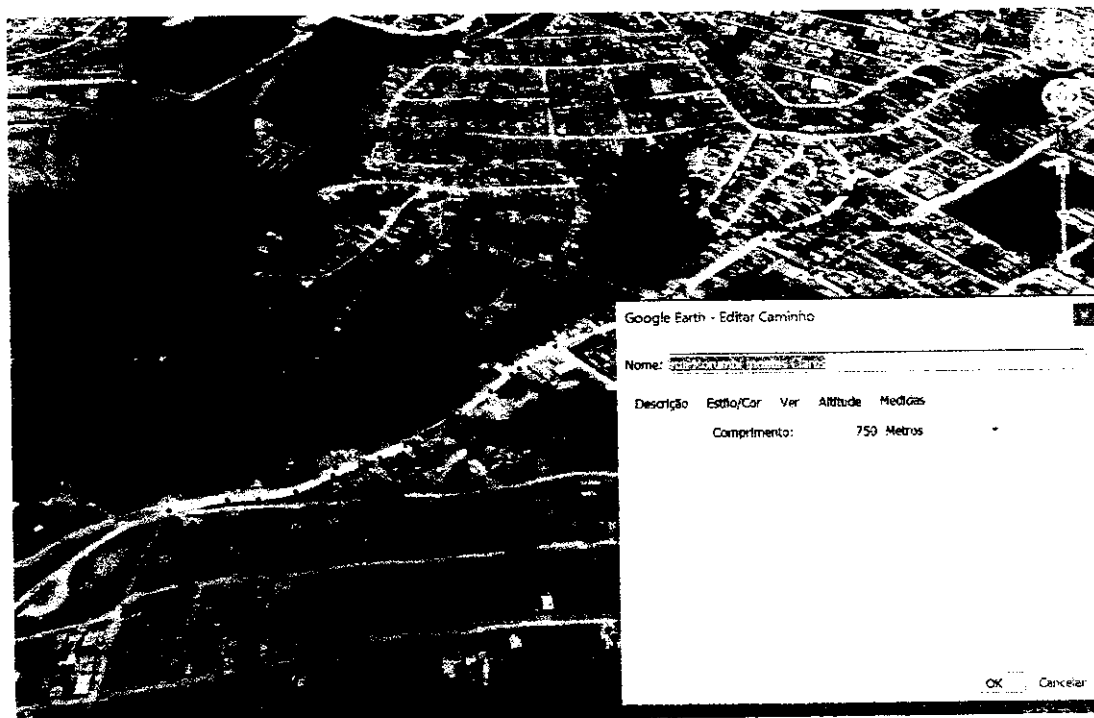 Google Earth - Editar Caminho
Nome:
Descrição Estilo/Cor Ver Altitude Medidas
Comprimento: 750 Metros
OK Cancelar